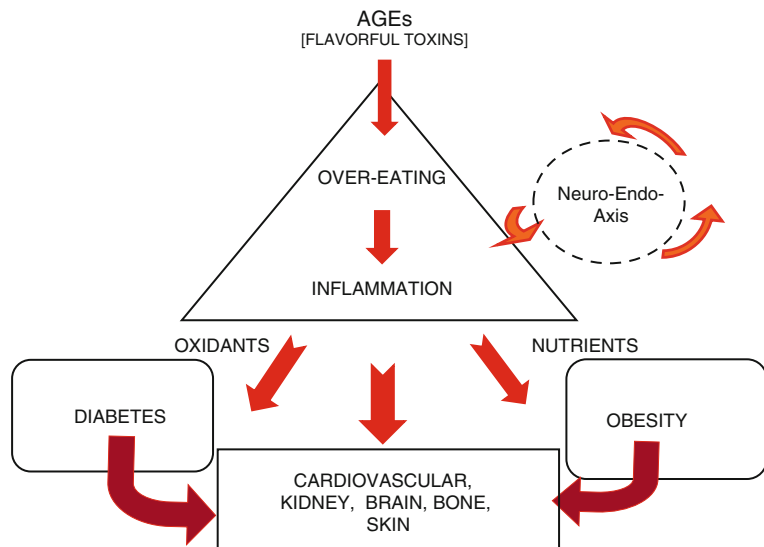 AGEs
[FLAVORFUL TOXINS]
OVER-EATING
Neuro-Endo-
Axis
INFLAMMATION
OXIDANTS
NUTRIENTS
DIABETES
OBESITY
CARDIOVASCULAR,
KIDNEY, BRAIN, BONE,
SKIN